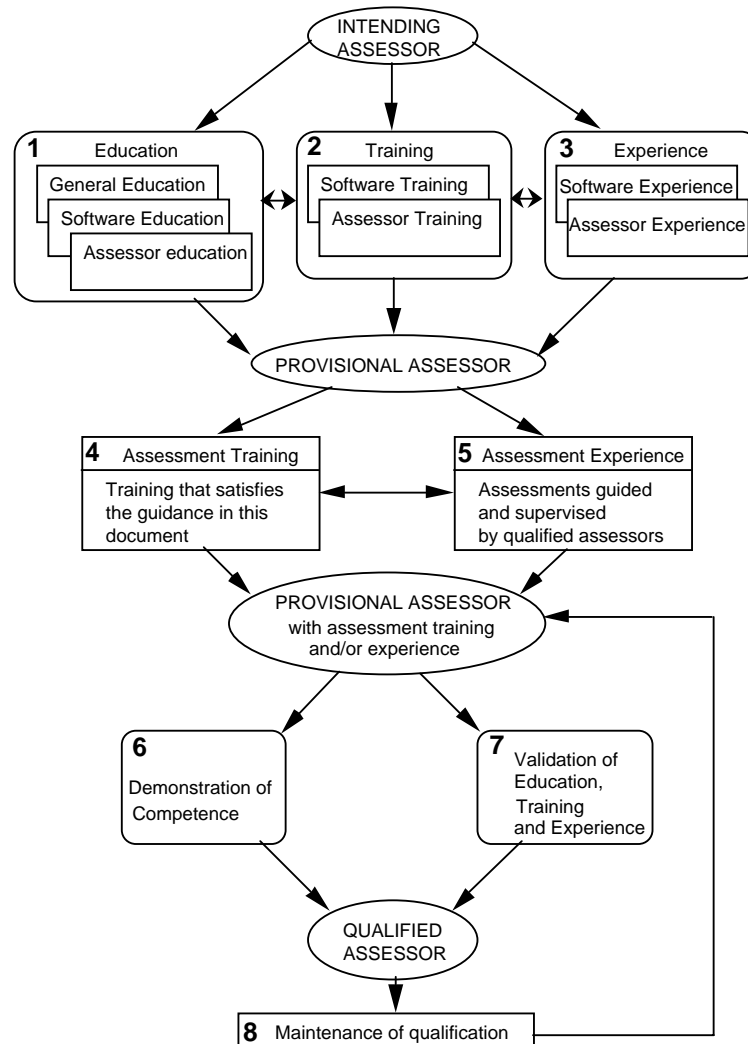 INTENDING
ASSESSOR
1 Education
General Education
Software Education
Assessor education
2 Training
Software Training
Assessor Training
3 Experience
Software Experience
Assessor Experience
PROVISIONAL ASSESSOR
4 Assessment Training
Training that satisfies
the guidance in this
document
5 Assessment Experience
Assessments guided
and supervised
by qualified assessors
PROVISIONAL ASSESSOR
with assessment training
and/or experience
6
Demonstration of
Competence
7
Validation of
Education,
Training
and Experience
QUALIFIED
ASSESSOR
8 Maintenance of qualification